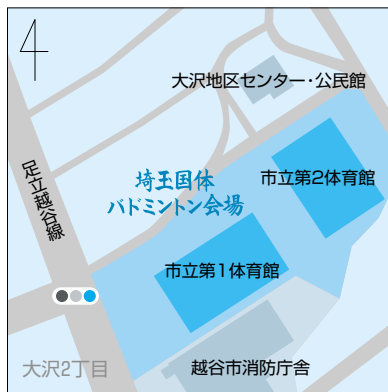 大沢地区センター・公民館
足立越谷線
埼玉国体
バドミントン会場
市立第2体育館
市立第1体育館
大沢2丁目
越谷市消防庁舎